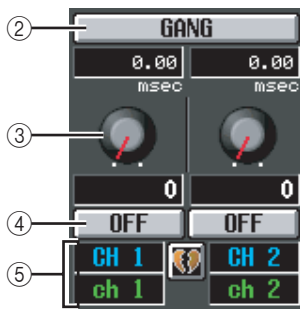 ② GANG
0.00 0.00
msec msec
③
0 0
④ OFF OFF
CH 1 CH 2
⑤
ch 1 ch 2